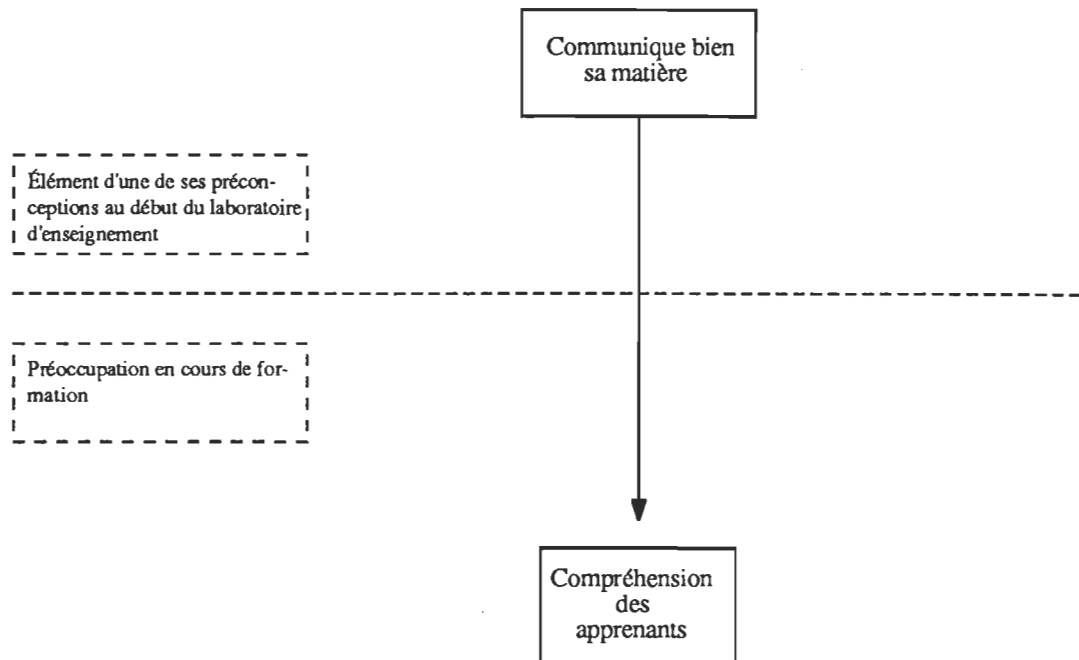 Communique bien
sa matière
Élément d'une de ses précon-
ceptions au début du laboratoire
d'enseignement
Préoccupation en cours de for-
mation
Compréhension
des
apprenants